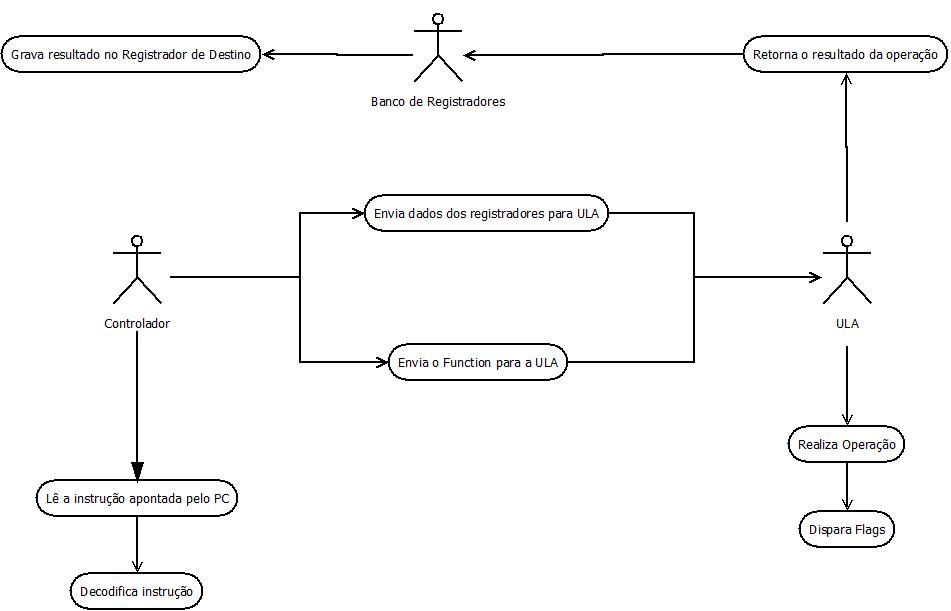 Grava resultado no Registrador de Destino
Retorna o resultado da operação
Banco de Registradores
Envia dados dos registradores para ULA
Controlador
ULA
Envia o Function para a ULA
Realiza Operação
Lê a instrução apontada pelo PC
Dispara Flags
Decodifica instrução